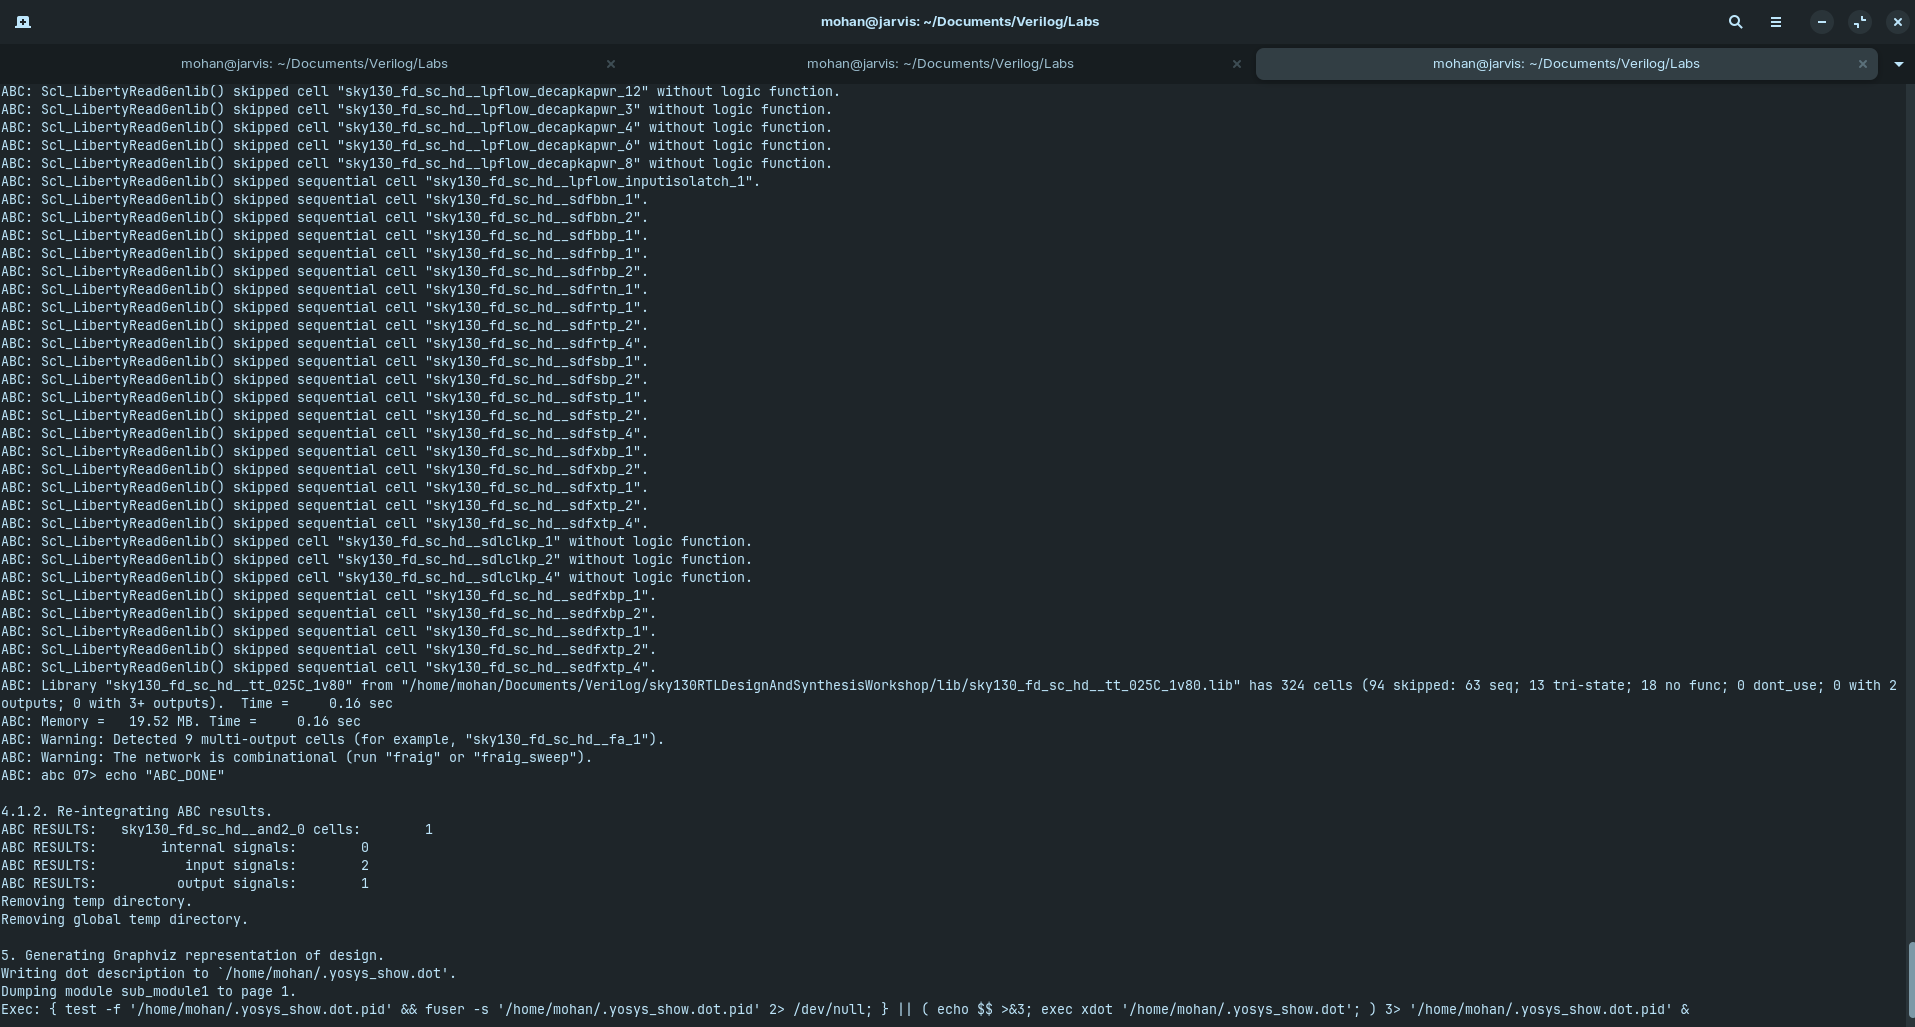 mohan@jarvis: ~/Documents/Verilog/Labs
mohan@jarvis: ~/Documents/Verilog/Labs
mohan@jarvis: ~/Documents/Verilog/Labs
mohan@jarvis: ~/Documents/Verilog/Labs
ABC: Scl_LibertyReadGenlib() skipped cell "sky130_fd_sc_hd__lpflow_decapkapwr_12" without logic function.
ABC: Scl_LibertyReadGenlib() skipped cell "sky130_fd_sc_hd__lpflow_decapkapwr_3" without logic function.
ABC: Scl_LibertyReadGenlib() skipped cell "sky130_fd_sc_hd__lpflow_decapkapwr_4" without logic function.
ABC: Scl_LibertyReadGenlib() skipped cell "sky130_fd_sc_hd__lpflow_decapkapwr_6" without logic function.
ABC: Scl_LibertyReadGenlib() skipped cell "sky130_fd_sc_hd__lpflow_decapkapwr_8" without logic function.
ABC: Scl_LibertyReadGenlib() skipped sequential cell "sky130_fd_sc_hd__lpflow_inputisolatch_1".
ABC: Scl_LibertyReadGenlib() skipped sequential cell "sky130_fd_sc_hd__sdfbbn_1".
ABC: Scl_LibertyReadGenlib() skipped sequential cell "sky130_fd_sc_hd__sdfbbn_2".
ABC: Scl_LibertyReadGenlib() skipped sequential cell "sky130_fd_sc_hd__sdfbbp_1".
ABC: Scl_LibertyReadGenlib() skipped sequential cell "sky130_fd_sc_hd__sdfrbp_1".
ABC: Scl_LibertyReadGenlib() skipped sequential cell "sky130_fd_sc_hd__sdfrbp_2".
ABC: Scl_LibertyReadGenlib() skipped sequential cell "sky130_fd_sc_hd__sdfrtn_1".
ABC: Scl_LibertyReadGenlib() skipped sequential cell "sky130_fd_sc_hd__sdfrtp_1".
ABC: Scl_LibertyReadGenlib() skipped sequential cell "sky130_fd_sc_hd__sdfrtp_2".
ABC: Scl_LibertyReadGenlib() skipped sequential cell "sky130_fd_sc_hd__sdfrtp_4".
ABC: Scl_LibertyReadGenlib() skipped sequential cell "sky130_fd_sc_hd__sdfsbp_1".
ABC: Scl_LibertyReadGenlib() skipped sequential cell "sky130_fd_sc_hd__sdfsbp_2".
ABC: Scl_LibertyReadGenlib() skipped sequential cell "sky130_fd_sc_hd__sdfstp_1".
ABC: Scl_LibertyReadGenlib() skipped sequential cell "sky130_fd_sc_hd__sdfstp_2".
ABC: Scl_LibertyReadGenlib() skipped sequential cell "sky130_fd_sc_hd__sdfstp_4".
ABC: Scl_LibertyReadGenlib() skipped sequential cell "sky130_fd_sc_hd__sdfxbp_1".
ABC: Scl_LibertyReadGenlib() skipped sequential cell "sky130_fd_sc_hd__sdfxbp_2".
ABC: Scl_LibertyReadGenlib() skipped sequential cell "sky130_fd_sc_hd__sdfxtp_1".
ABC: Scl_LibertyReadGenlib() skipped sequential cell "sky130_fd_sc_hd__sdfxtp_2".
ABC: Scl_LibertyReadGenlib() skipped sequential cell "sky130_fd_sc_hd__sdfxtp_4".
ABC: Scl_LibertyReadGenlib() skipped cell "sky130_fd_sc_hd__sdlclkp_1" without logic function.
ABC: Scl_LibertyReadGenlib() skipped cell "sky130_fd_sc_hd__sdlclkp_2" without logic function.
ABC: Scl_LibertyReadGenlib() skipped cell "sky130_fd_sc_hd__sdlclkp_4" without logic function.
ABC: Scl_LibertyReadGenlib() skipped sequential cell "sky130_fd_sc_hd__sedfxbp_1".
ABC: Scl_LibertyReadGenlib() skipped sequential cell "sky130_fd_sc_hd__sedfxbp_2".
ABC: Scl_LibertyReadGenlib() skipped sequential cell "sky130_fd_sc_hd__sedfxtp_1".
ABC: Scl_LibertyReadGenlib() skipped sequential cell "sky130_fd_sc_hd__sedfxtp_2".
ABC: Scl_LibertyReadGenlib() skipped sequential cell "sky130_fd_sc_hd__sedfxtp_4".
ABC: Library "sky130_fd_sc_hd__tt_025C_1v80" from "/home/mohan/Documents/Verilog/sky130RTLDesignAndSynthesisWorkshop/lib/sky130_fd_sc_hd__tt_025C_1v80.lib" has 324 cells (94 skipped: 63 seq; 13 tri-state; 18 no func; 0 dont_use; 0 with 2
outputs; 0 with 3+ outputs).  Time =     0.16 sec
ABC: Memory =   19.52 MB. Time =     0.16 sec
ABC: Warning: Detected 9 multi-output cells (for example, "sky130_fd_sc_hd__fa_1").
ABC: Warning: The network is combinational (run "fraig" or "fraig_sweep").
ABC: abc 07> echo "ABC_DONE"
4.1.2. Re-integrating ABC results.
ABC RESULTS:   sky130_fd_sc_hd__and2_0 cells:        1
ABC RESULTS:        internal signals:        0
ABC RESULTS:           input signals:        2
ABC RESULTS:          output signals:        1
Removing temp directory.
Removing global temp directory.
5. Generating Graphviz representation of design.
Writing dot description to `/home/mohan/.yosys_show.dot'.
Dumping module sub_module1 to page 1.
Exec: { test -f '/home/mohan/.yosys_show.dot.pid' && fuser -s '/home/mohan/.yosys_show.dot.pid' 2> /dev/null; } || ( echo $$ >&3; exec xdot '/home/mohan/.yosys_show.dot'; ) 3> '/home/mohan/.yosys_show.dot.pid' &